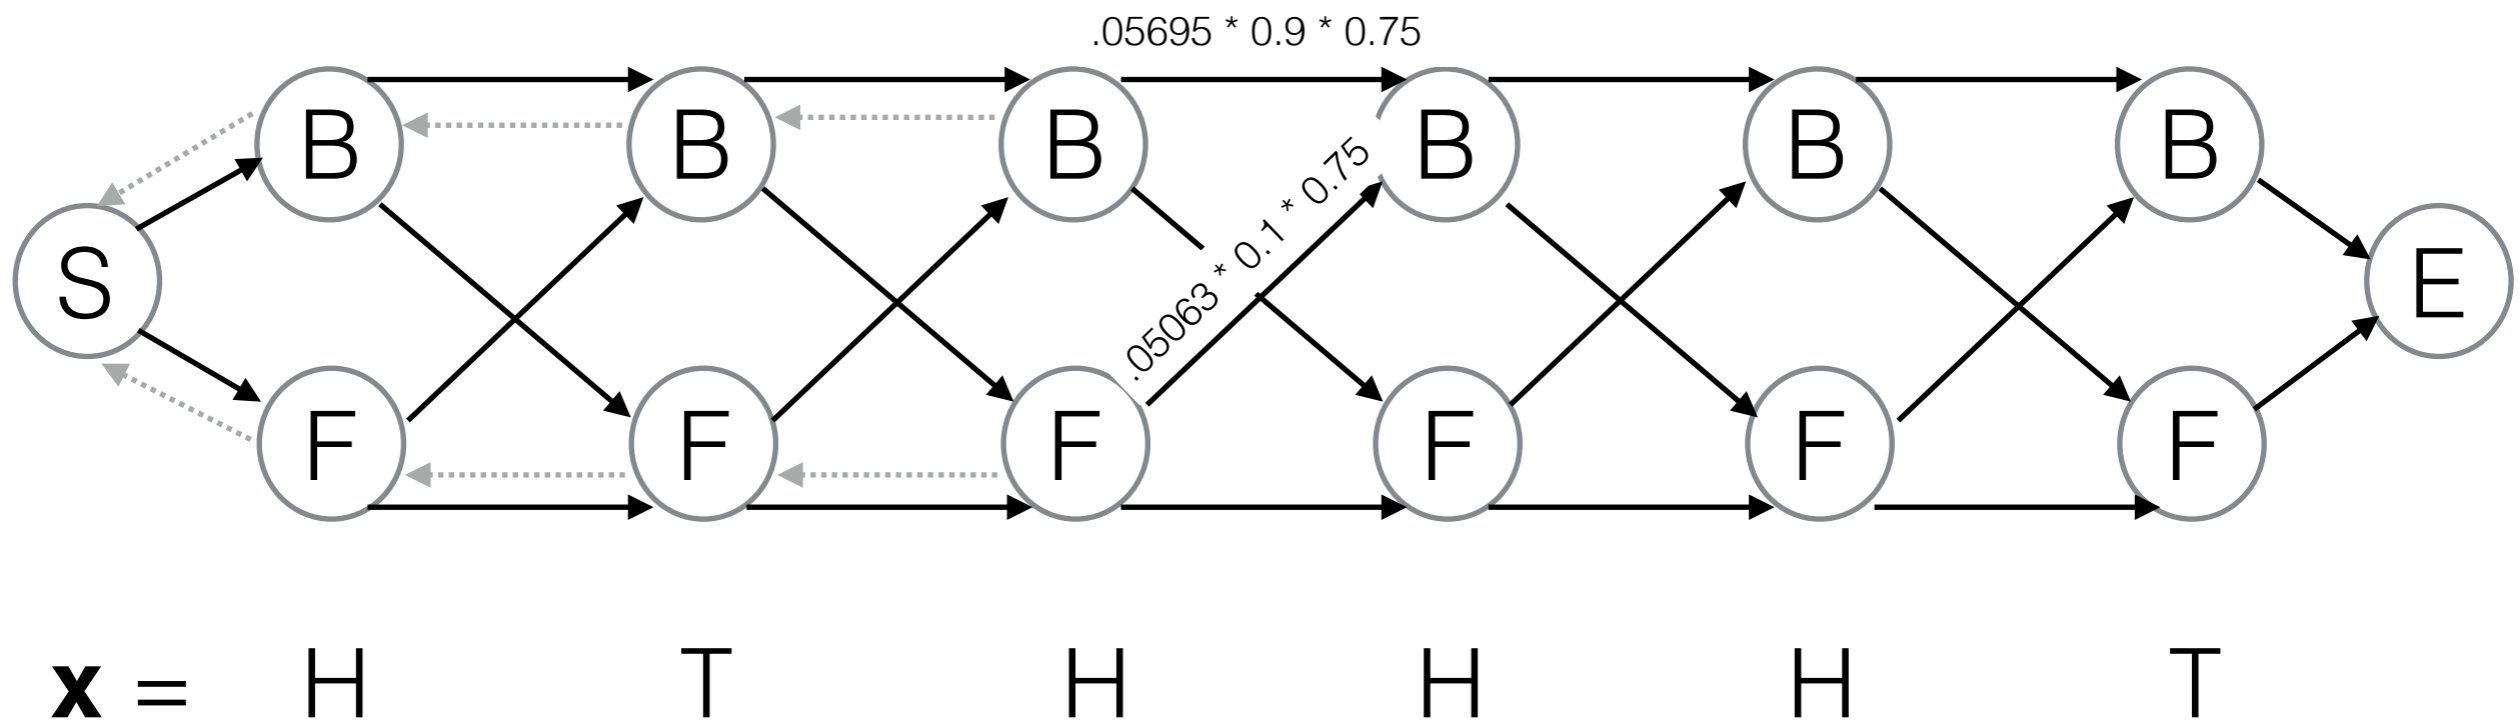 .05695 * 0.9 * 0.75
B B B B B B
.05063 * 0.1 * 0.75
S E
F F F F F F
x = H T H H H T